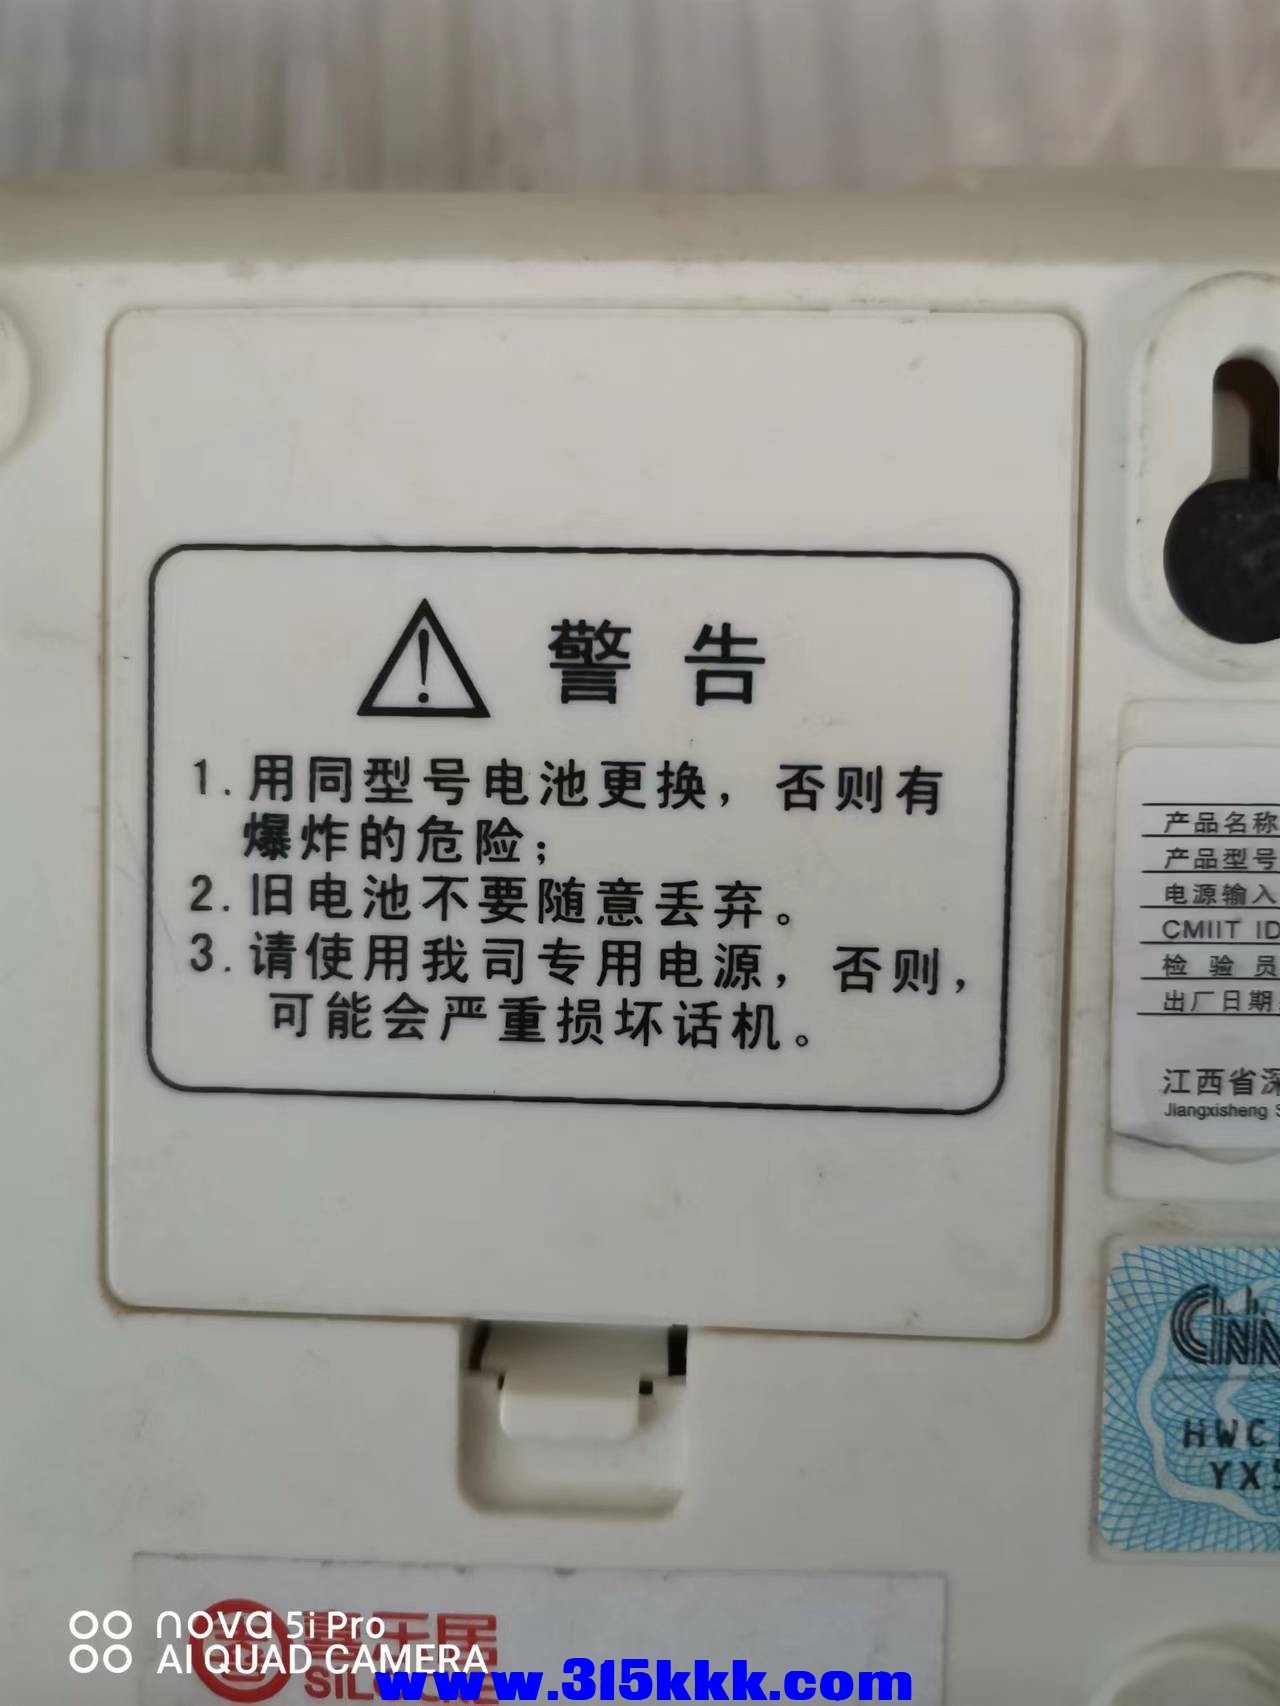 警告
1. 用同型号电池更换，否则有
爆炸的危险；
2. 旧电池不要随意丢弃。
3. 请使用我司专用电源，否则，
可能会严重损坏话机。
产品名称
产品型号
电源输入
CMIIT ID
检验员
出厂日期
江西省深
Jiangxisheng S
HWC
YX
nova 5i Pro
AI QUAD CAMERA
www.315kkk.com